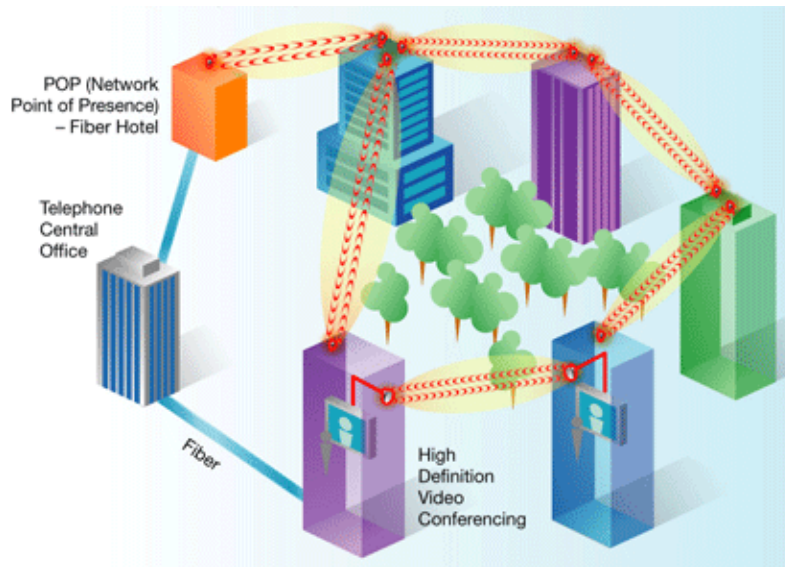 POP (Network
Point of Presence)
– Fiber Hotel
Telephone
Central
Office
Fiber
High
Definition
Video
Conferencing